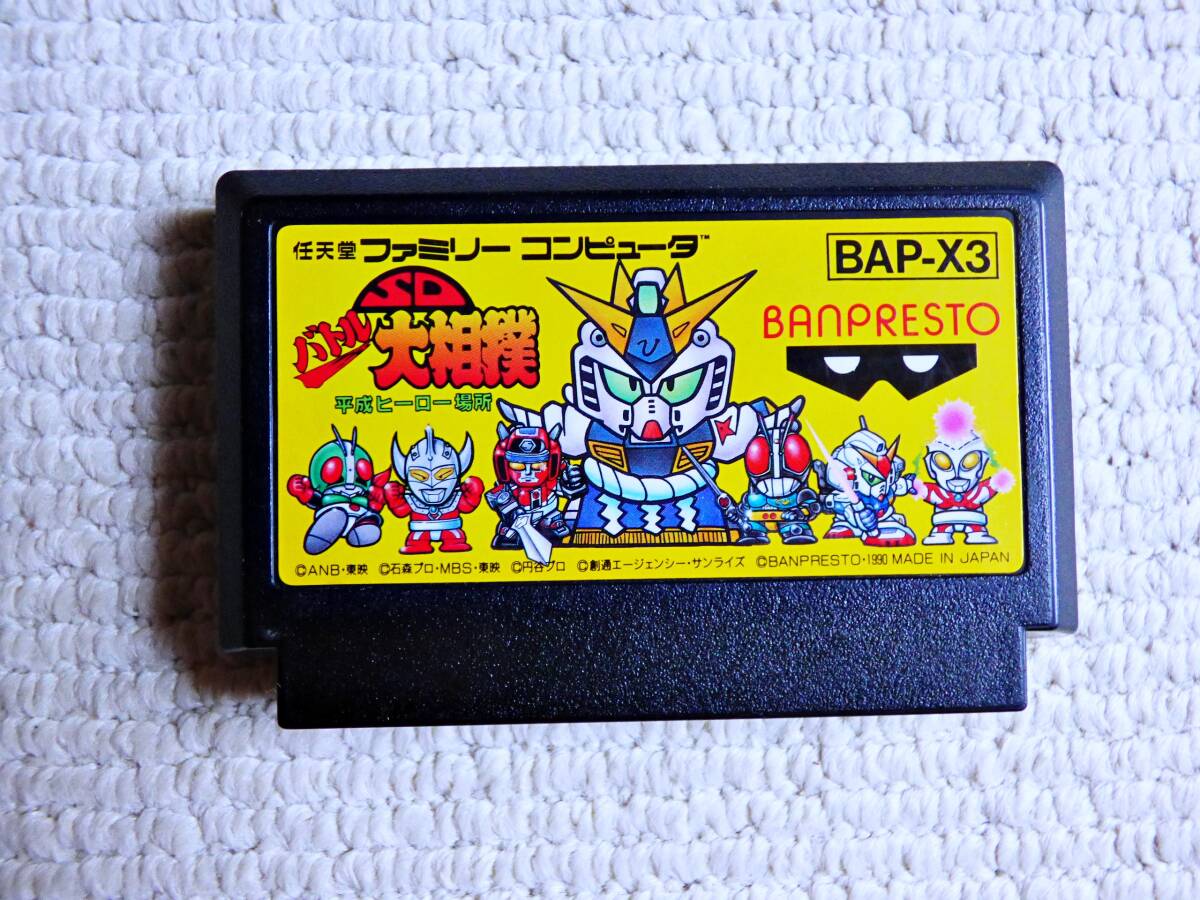 任天堂 ファミリー コンピュータ™
BAP-X3
SD
バトル
大相撲
平成ヒーロー場所
BANPRESTO
©ANB・東映 ©石森プロ・MBS・東映 ©円谷プロ ©創通エージェンシー・サンライズ ©BANPRESTO・1990 MADE IN JAPAN